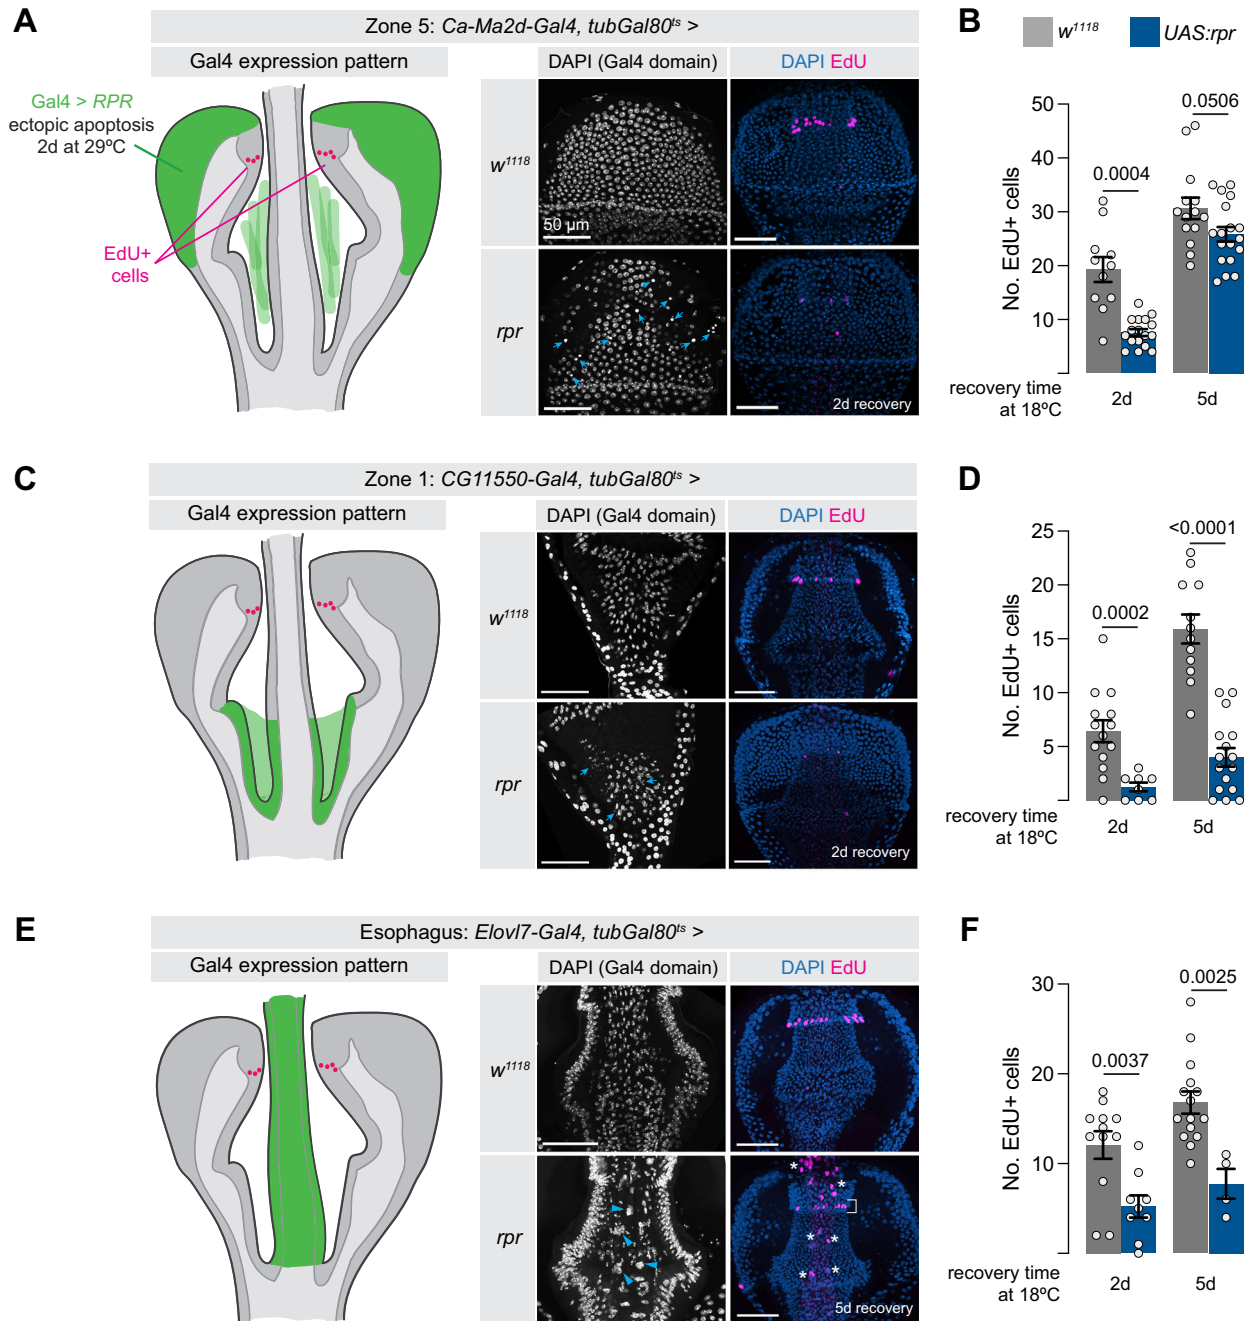 A
Zone 5: Ca-Ma2d-Gal4, tubGal80ts >
Gal4 expression pattern
DAPI (Gal4 domain)
DAPI EdU
Gal4 > RPR
ectopic apoptosis
2d at 29ºC
EdU+
cells
w1118
50 µm
rpr
2d recovery
B
w1118
UAS:rpr
No. EdU+ cells
50
40
30
20
10
0.0004
0.0506
recovery time
at 18ºC
2d
5d
C
Zone 1: CG11550-Gal4, tubGal80ts >
Gal4 expression pattern
DAPI (Gal4 domain)
DAPI EdU
w1118
rpr
2d recovery
D
No. EdU+ cells
25
20
15
10
5
0.0002
<0.0001
recovery time
at 18ºC
2d
5d
E
Esophagus: Elovl7-Gal4, tubGal80ts >
Gal4 expression pattern
DAPI (Gal4 domain)
DAPI EdU
w1118
rpr
* * * * * *
5d recovery
F
No. EdU+ cells
30
20
10
0.0037
0.0025
recovery time
at 18ºC
2d
5d